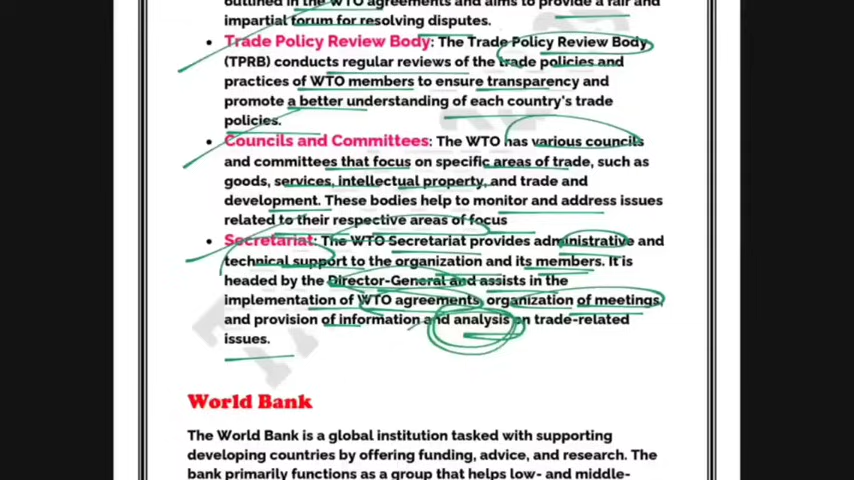 outlined in the WTO agreements and aims to provide a fair and
impartial forum for resolving disputes.
• Trade Policy Review Body: The Trade Policy Review Body
(TPRB) conducts regular reviews of the trade policies and
practices of WTO members to ensure transparency and
promote a better understanding of each country's trade
policies.
• Councils and Committees: The WTO has various councils
and committees that focus on specific areas of trade, such as
goods, services, intellectual property, and trade and
development. These bodies help to monitor and address issues
related to their respective areas of focus
• Secretariat: The WTO Secretariat provides administrative and
technical support to the organization and its members. It is
headed by the Director-General and assists in the
implementation of WTO agreements, organization of meetings,
and provision of information and analysis on trade-related
issues.
World Bank
The World Bank is a global institution tasked with supporting
developing countries by offering funding, advice, and research. The
bank primarily functions as a group that helps low- and middle-